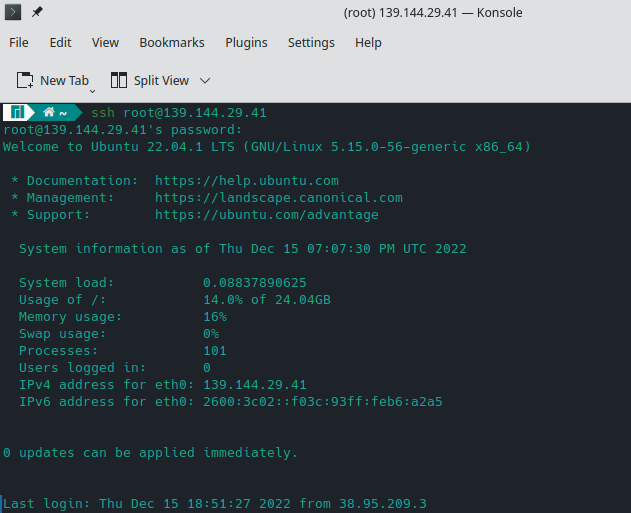 (root) 139.144.29.41 — Konsole
File Edit View Bookmarks Plugins Settings Help
New Tab Split View
~ ssh root@139.144.29.41
root@139.144.29.41's password:
Welcome to Ubuntu 22.04.1 LTS (GNU/Linux 5.15.0-56-generic x86_64)
* Documentation: https://help.ubuntu.com
* Management: https://landscape.canonical.com
* Support: https://ubuntu.com/advantage
System information as of Thu Dec 15 07:07:30 PM UTC 2022
System load: 0.08837890625
Usage of /: 14.0% of 24.04GB
Memory usage: 16%
Swap usage: 0%
Processes: 101
Users logged in: 0
IPv4 address for eth0: 139.144.29.41
IPv6 address for eth0: 2600:3c02::f03c:93ff:feb6:a2a5
0 updates can be applied immediately.
Last login: Thu Dec 15 18:51:27 2022 from 38.95.209.3